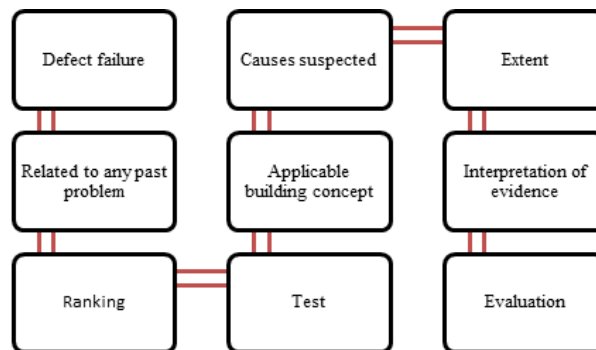 Defect failure
Causes suspected
Extent
Related to any past
problem
Applicable
building concept
Interpretation of
evidence
Ranking
Test
Evaluation